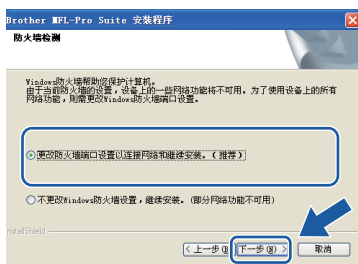 Brother MFL-Pro Suite 安装程序
防火墙检测
Windows防火墙帮助您保护计算机。
由于当前防火墙的设置,设备上的一些网络功能将不可用。为了使用设备上的所有
网络功能,则需更改Windows防火墙端口设置。
更改防火墙端口设置以连接网络和继续安装。(推荐)
不更改Windows防火墙设置,继续安装。(部分网络功能不可用)
InstallShield
<上一步(B) 下一步(N)> 取消